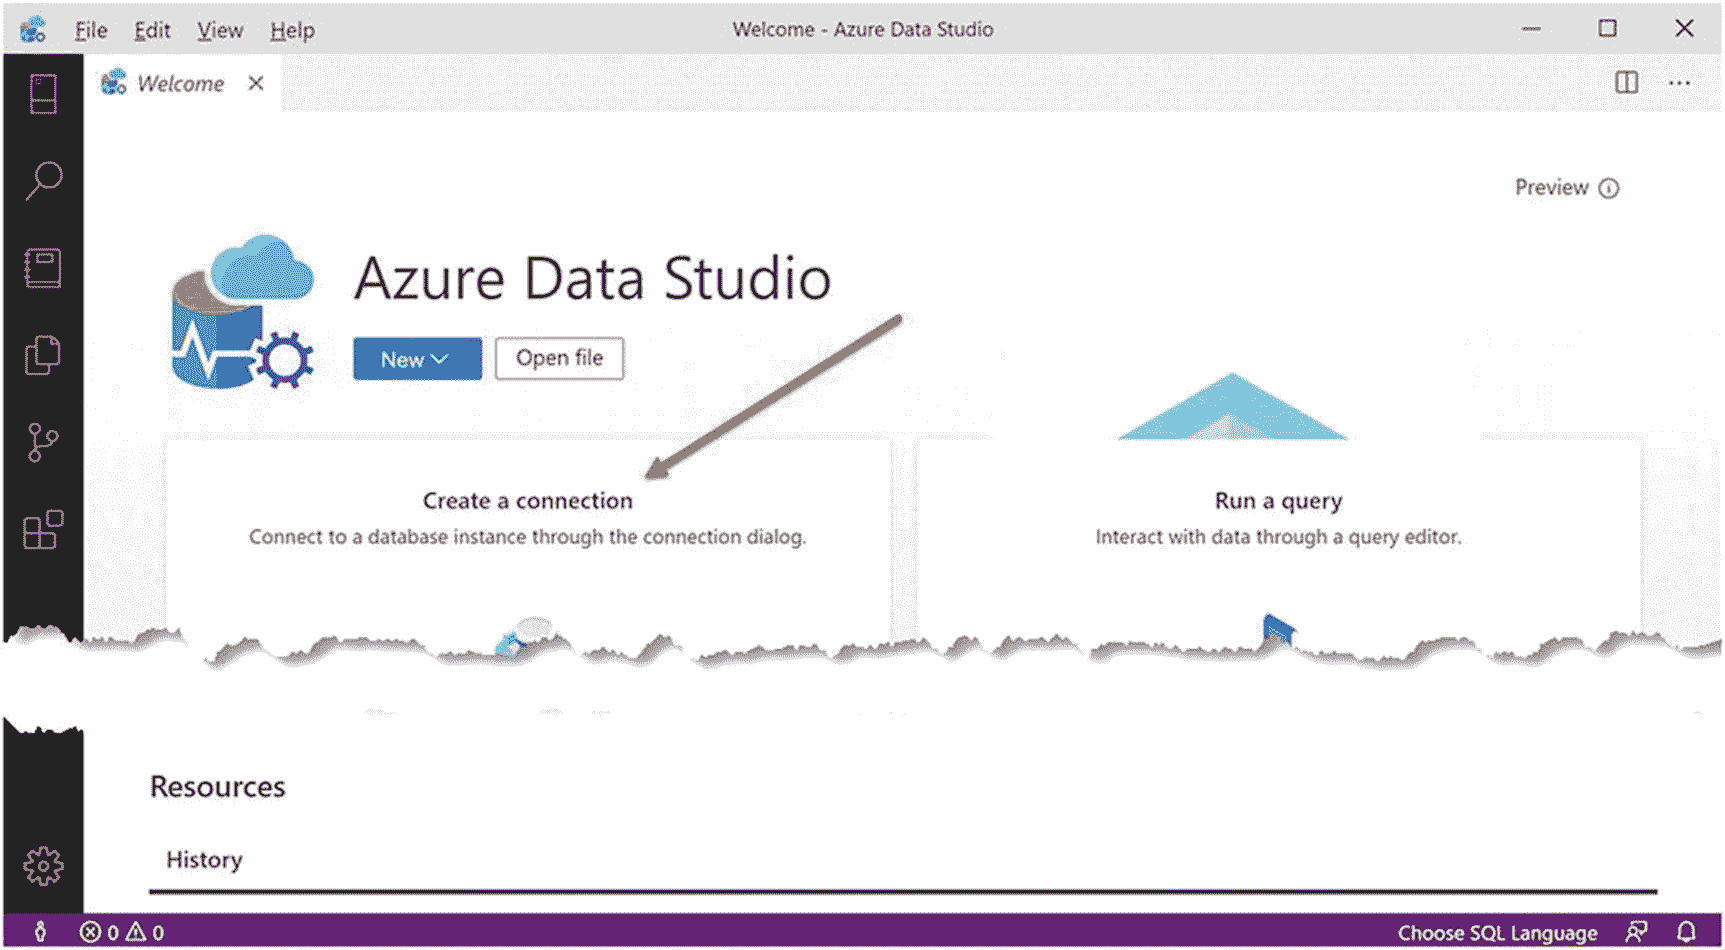 File Edit View Help Welcome - Azure Data Studio
Welcome
Preview
Azure Data Studio
New Open file
Create a connection
Connect to a database instance through the connection dialog.
Run a query
Interact with data through a query editor.
Resources
History
0 0 Choose SQL Language